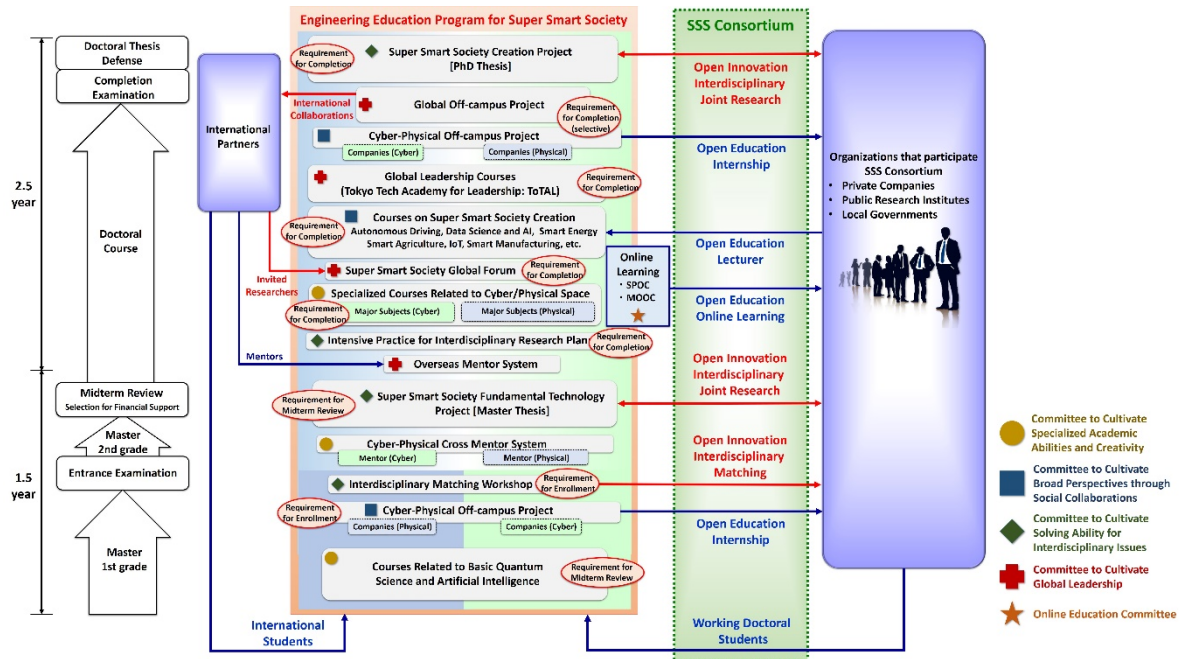 Engineering Education Program for Super Smart Society
SSS Consortium
Doctoral Thesis
Defense
Completion
Examination
2.5
year
Doctoral
Course
Midterm Review
Selection for Financial Support
Master
2nd grade
Entrance Examination
1.5
year
Master
1st grade
International
Partners
International
Collaborations
Invited
Researchers
Mentors
International
Students
Requirement
for Completion
Super Smart Society Creation Project
[PhD Thesis]
Global Off-campus Project
Requirement
for Completion
(selective)
Cyber-Physical Off-campus Project
Companies (Cyber)
Companies (Physical)
Global Leadership Courses
(Tokyo Tech Academy for Leadership: ToTAL)
Requirement
for Completion
Courses on Super Smart Society Creation
Autonomous Driving, Data Science and AI, Smart Energy
Smart Agriculture, IoT, Smart Manufacturing, etc.
Requirement
for Completion
Super Smart Society Global Forum
Requirement
for Completion
Online
Learning
・ SPOC
・ MOOC
Specialized Courses Related to Cyber/Physical Space
Major Subjects (Cyber)
Major Subjects (Physical)
Requirement
for Completion
Intensive Practice for Interdisciplinary Research Plan
Requirement
for Completion
Overseas Mentor System
Requirement for
Midterm Review
Super Smart Society Fundamental Technology
Project [Master Thesis]
Cyber-Physical Cross Mentor System
Mentor (Cyber)
Mentor (Physical)
Interdisciplinary Matching Workshop
Requirement
for Enrollment
Requirement
for Enrollment
Cyber-Physical Off-campus Project
Companies (Physical)
Companies (Cyber)
Courses Related to Basic Quantum
Science and Artificial Intelligence
Requirement for
Midterm Review
Open Innovation
Interdisciplinary
Joint Research
Open Education
Internship
Open Education
Lecturer
Open Education
Online Learning
Open Innovation
Interdisciplinary
Joint Research
Open Innovation
Interdisciplinary
Matching
Open Education
Internship
Working Doctoral
Students
Organizations that participate
SSS Consortium
• Private Companies
• Public Research Institutes
• Local Governments
Committee to Cultivate
Specialized Academic
Abilities and Creativity
Committee to Cultivate
Broad Perspectives through
Social Collaborations
Committee to Cultivate
Solving Ability for
Interdisciplinary Issues
Committee to Cultivate
Global Leadership
Online Education Committee